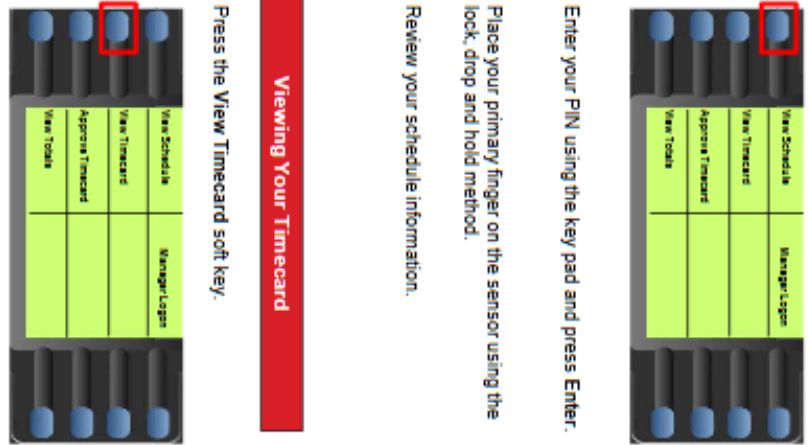 View Schedule
Manager Logon
View Timecard
Approve Timecard
View Totals
Enter your PIN using the key pad and press Enter.
Place your primary finger on the sensor using the
lock, drop and hold method.
Review your schedule information.
Viewing Your Timecard
Press the View Timecard soft key.
View Schedule
Manager Logon
View Timecard
Approve Timecard
View Totals